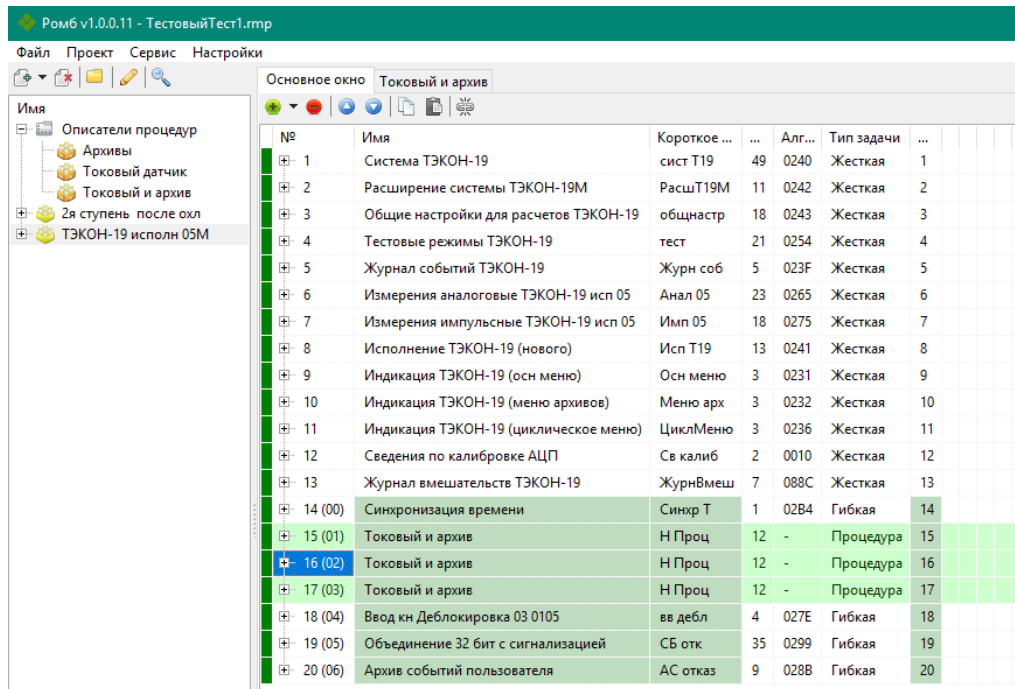 Ромб v1.0.0.11 - ТестовыйТест1.rmp
Файл Проект Сервис Настройки
Основное окно Токовый и архив
Имя
Описатели процедур
Архивы
Токовый датчик
Токовый и архив
2я ступень после охл
ТЭКОН-19 исполн 05М
№ Имя Короткое ... ... Алг... Тип задачи ...
1 Система ТЭКОН-19 сист Т19 49 0240 Жесткая 1
2 Расширение системы ТЭКОН-19М РасшТ19М 11 0242 Жесткая 2
3 Общие настройки для расчетов ТЭКОН-19 общнастр 18 0243 Жесткая 3
4 Тестовые режимы ТЭКОН-19 тест 21 0254 Жесткая 4
5 Журнал событий ТЭКОН-19 Журн соб 5 023F Жесткая 5
6 Измерения аналоговые ТЭКОН-19 исп 05 Анал 05 23 0265 Жесткая 6
7 Измерения импульсные ТЭКОН-19 исп 05 Имп 05 18 0275 Жесткая 7
8 Исполнение ТЭКОН-19 (нового) Исп Т19 13 0241 Жесткая 8
9 Индикация ТЭКОН-19 (осн меню) Осн меню 3 0231 Жесткая 9
10 Индикация ТЭКОН-19 (меню архивов) Меню арх 3 0232 Жесткая 10
11 Индикация ТЭКОН-19 (циклическое меню) ЦиклМеню 3 0236 Жесткая 11
12 Сведения по калибровке АЦП Св калиб 2 0010 Жесткая 12
13 Журнал вмешательств ТЭКОН-19 ЖурнВмеш 7 088C Жесткая 13
14 (00) Синхронизация времени Синхр Т 1 02B4 Гибкая 14
15 (01) Токовый и архив Н Проц 12 - Процедура 15
16 (02) Токовый и архив Н Проц 12 - Процедура 16
17 (03) Токовый и архив Н Проц 12 - Процедура 17
18 (04) Ввод кн Деблокировка 03 0105 вв дебл 4 027E Гибкая 18
19 (05) Объединение 32 бит с сигнализацией СБ отк 35 0299 Гибкая 19
20 (06) Архив событий пользователя АС отказ 9 028B Гибкая 20